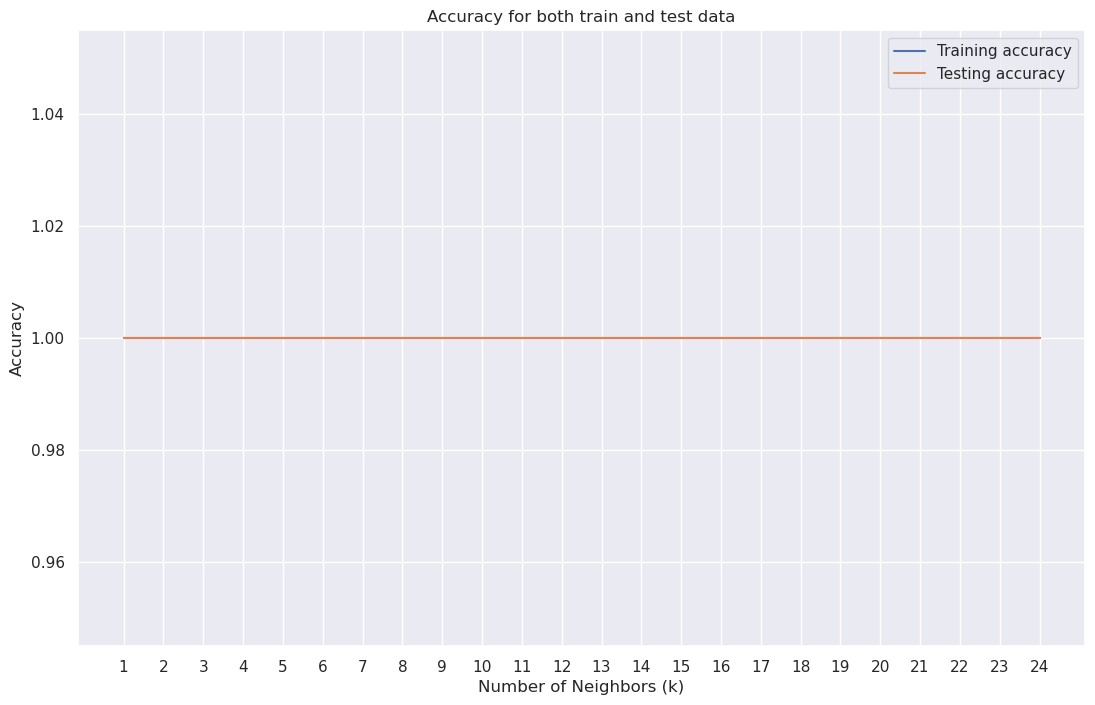 Accuracy for both train and test data
Training accuracy
Testing accuracy
1.04
1.02
1.00
0.98
0.96
Accuracy
1 2 3 4 5 6 7 8 9 10 11 12 13 14 15 16 17 18 19 20 21 22 23 24
Number of Neighbors (k)